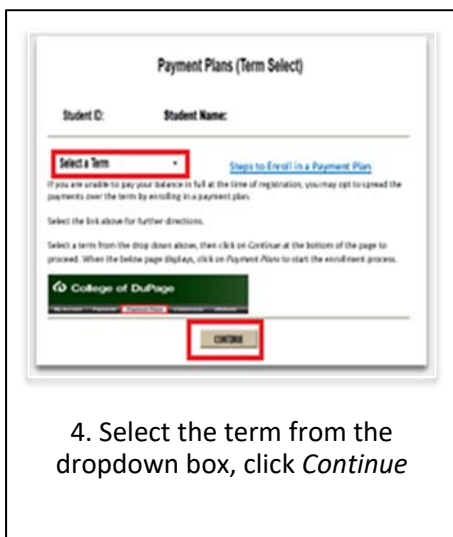 Payment Plans (Term Select)
Student ID: Student Name:
Select a Term
Steps to Enroll in a Payment Plan
If you are unable to pay your balance in full at the time of registration, you may opt to spread the
payments over the term by enrolling in a payment plan.
Select the link above for further directions.
Select a term from the drop down above, then click on Continue at the bottom of the page to
proceed. When the below page displays, click on Payment Plans to start the enrollment process.
College of DuPage
My Account Payments Payment Plans
CONTINUE
4. Select the term from the
dropdown box, click Continue